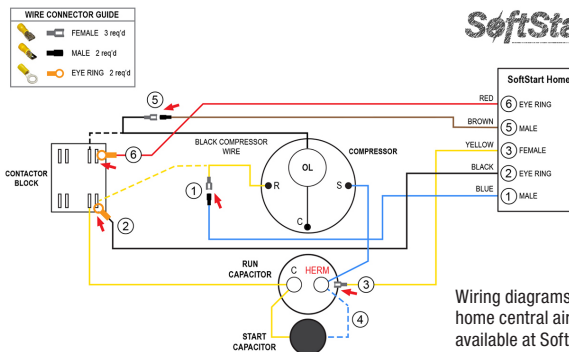 WIRE CONNECTOR GUIDE
FEMALE 3 req'd
MALE 2 req'd
EYE RING 2 req'd
SoftStart Home
RED
6 EYE RING
BROWN
5 MALE
YELLOW
3 FEMALE
BLACK
2 EYE RING
BLUE
1 MALE
5
6
BLACK COMPRESSOR
WIRE
COMPRESSOR
OL
CONTACTOR
BLOCK
R
S
C
1
2
RUN
CAPACITOR
C HERM
3
4
START
CAPACITOR
Wiring diagrams
home central air
available at Soft